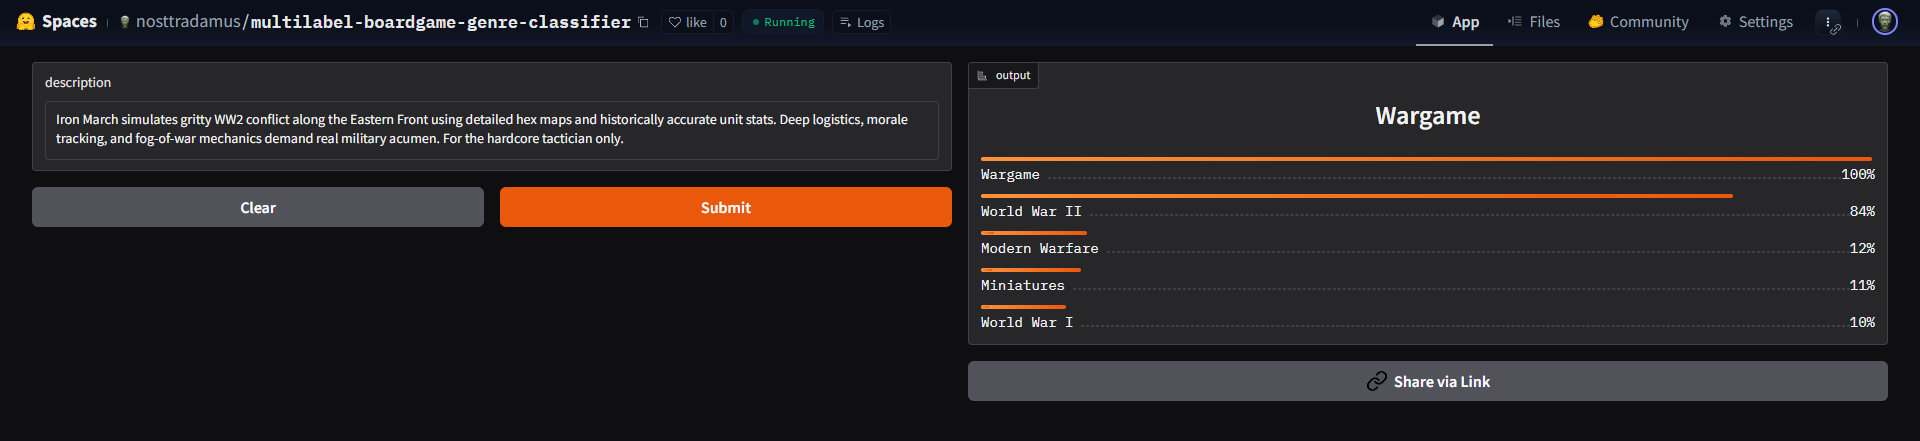 Spaces nosttradamus/multilabel-boardgame-genre-classifier like 0 Running Logs App Files Community Settings
description
Iron March simulates gritty WW2 conflict along the Eastern Front using detailed hex maps and historically accurate unit stats. Deep logistics, morale
tracking, and fog-of-war mechanics demand real military acumen. For the hardcore tactician only.
Clear Submit
output
Wargame
Wargame 100%
World War II 84%
Modern Warfare 12%
Miniatures 11%
World War I 10%
Share via Link